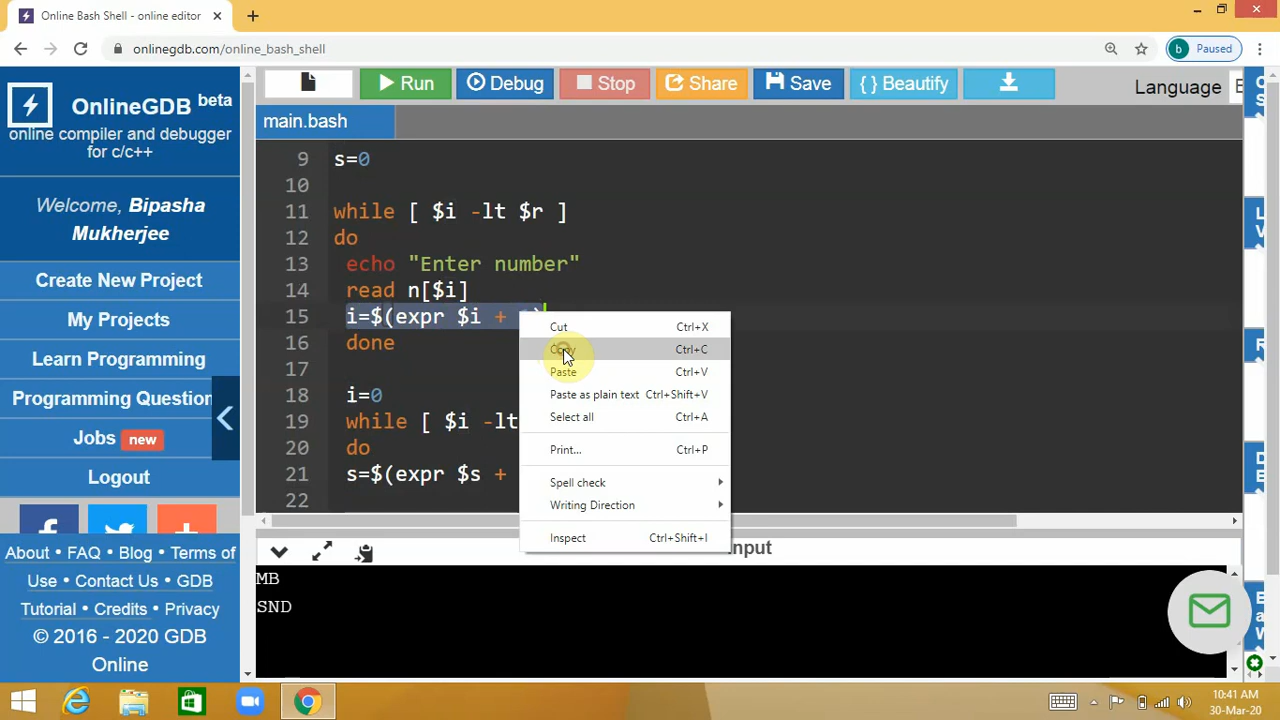 Online Bash Shell - online editor
onlinegdb.com/online_bash_shell
b Paused
OnlineGDB beta
online compiler and debugger
for c/c++
Welcome, Bipasha
Mukherjee
Create New Project
My Projects
Learn Programming
Programming Question
Jobs new
Logout
About • FAQ • Blog • Terms of
Use • Contact Us • GDB
Tutorial • Credits • Privacy
© 2016 - 2020 GDB
Online
Run
Debug
Stop
Share
Save
{ } Beautify
Language
main.bash
9 s=0
10
11 while [ $i -lt $r ]
12 do
13 echo "Enter number"
14 read n[$i]
15 i=$(expr $i +
16 done
17
18 i=0
19 while [ $i -lt
20 do
21 s=$(expr $s +
22
Cut Ctrl+X
Copy Ctrl+C
Paste Ctrl+V
Paste as plain text Ctrl+Shift+V
Select all Ctrl+A
Print... Ctrl+P
Spell check
Writing Direction
Inspect Ctrl+Shift+I
input
MB
SND
10:41 AM
30-Mar-20